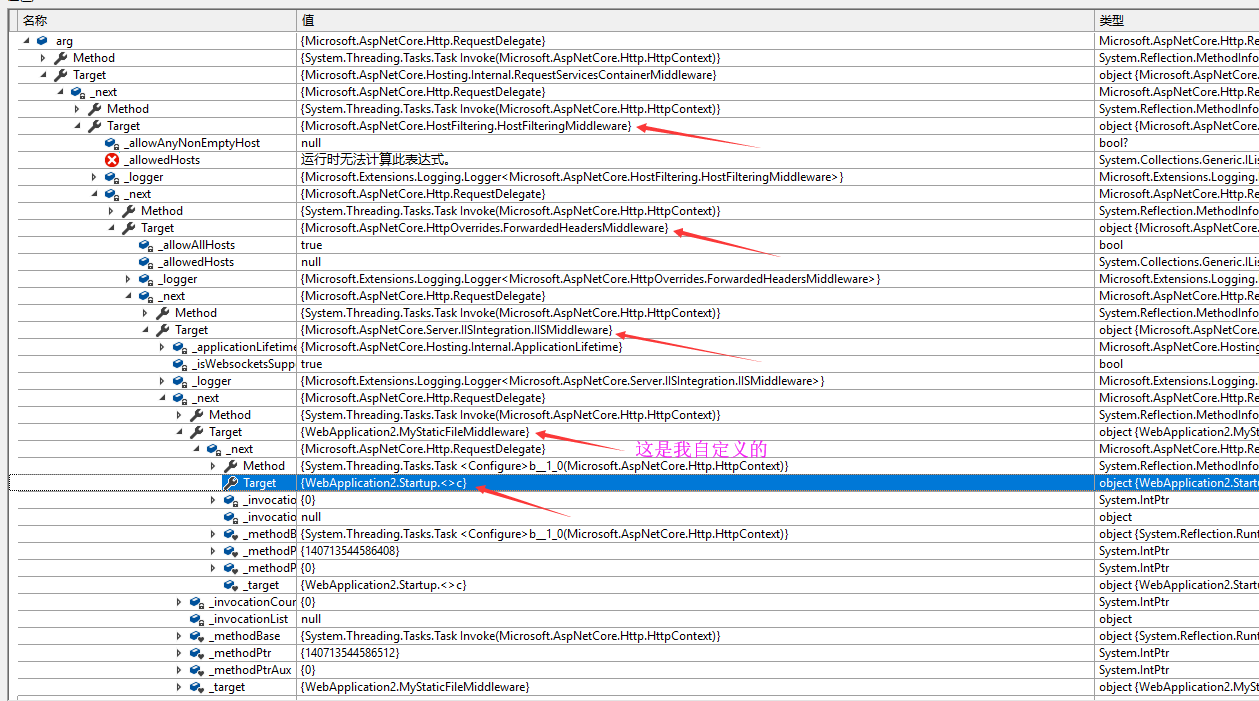 名称 值 类型
arg {Microsoft.AspNetCore.Http.RequestDelegate} Microsoft.AspNetCore.Http.Re
Method {System.Threading.Tasks.Task Invoke(Microsoft.AspNetCore.Http.HttpContext)} System.Reflection.MethodInfo
Target {Microsoft.AspNetCore.Hosting.Internal.RequestServicesContainerMiddleware} object {Microsoft.AspNetCore.
_next {Microsoft.AspNetCore.Http.RequestDelegate} Microsoft.AspNetCore.Http.Re
Method {System.Threading.Tasks.Task Invoke(Microsoft.AspNetCore.Http.HttpContext)} System.Reflection.MethodInfo
Target {Microsoft.AspNetCore.HostFiltering.HostFilteringMiddleware} object {Microsoft.AspNetCore.
_allowAnyNonEmptyHost null bool?
_allowedHosts 运行时无法计算此表达式。 System.Collections.Generic.ILis
_logger {Microsoft.Extensions.Logging.Logger<Microsoft.AspNetCore.HostFiltering.HostFilteringMiddleware>} Microsoft.Extensions.Logging.
_next {Microsoft.AspNetCore.Http.RequestDelegate} Microsoft.AspNetCore.Http.Re
Method {System.Threading.Tasks.Task Invoke(Microsoft.AspNetCore.Http.HttpContext)} System.Reflection.MethodInfo
Target {Microsoft.AspNetCore.HttpOverrides.ForwardedHeadersMiddleware} object {Microsoft.AspNetCore.
_allowAllHosts true bool
_allowedHosts null System.Collections.Generic.ILis
_logger {Microsoft.Extensions.Logging.Logger<Microsoft.AspNetCore.HttpOverrides.ForwardedHeadersMiddleware>} Microsoft.Extensions.Logging.
_next {Microsoft.AspNetCore.Http.RequestDelegate} Microsoft.AspNetCore.Http.Re
Method {System.Threading.Tasks.Task Invoke(Microsoft.AspNetCore.Http.HttpContext)} System.Reflection.MethodInfo
Target {Microsoft.AspNetCore.Server.IISIntegration.IISMiddleware} object {Microsoft.AspNetCore.
_applicationLifetime {Microsoft.AspNetCore.Hosting.Internal.ApplicationLifetime} Microsoft.AspNetCore.Hosting
_isWebsocketsSupp true bool
_logger {Microsoft.Extensions.Logging.Logger<Microsoft.AspNetCore.Server.IISIntegration.IISMiddleware>} Microsoft.Extensions.Logging.
_next {Microsoft.AspNetCore.Http.RequestDelegate} Microsoft.AspNetCore.Http.Re
Method {System.Threading.Tasks.Task Invoke(Microsoft.AspNetCore.Http.HttpContext)} System.Reflection.MethodInfo
Target {WebApplication2.MyStaticFileMiddleware} object {WebApplication2.MySt
_next {Microsoft.AspNetCore.Http.RequestDelegate} 这是我自定义的 Microsoft.AspNetCore.Http.Re
Method {System.Threading.Tasks.Task <Configure>b__1_0(Microsoft.AspNetCore.Http.HttpContext)} System.Reflection.MethodInfo
Target {WebApplication2.Startup.<>c} object {WebApplication2.Startu
_invocatio {0} System.IntPtr
_invocatio null object
_methodB {System.Threading.Tasks.Task <Configure>b__1_0(Microsoft.AspNetCore.Http.HttpContext)} object {System.Reflection.Runt
_methodP {140713544586408} System.IntPtr
_methodP {0} System.IntPtr
_target {WebApplication2.Startup.<>c} object {WebApplication2.Startu
_invocationCour {0} System.IntPtr
_invocationList null object
_methodBase {System.Threading.Tasks.Task Invoke(Microsoft.AspNetCore.Http.HttpContext)} object {System.Reflection.Runt
_methodPtr {140713544586512} System.IntPtr
_methodPtrAux {0} System.IntPtr
_target {WebApplication2.MyStaticFileMiddleware} object {WebApplication2.MySt